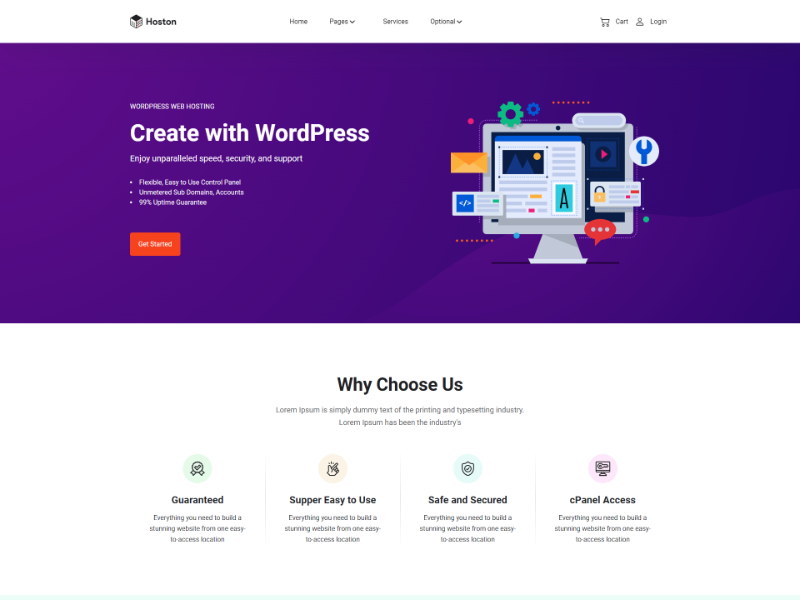 Hoston
Home Pages Services Optional Cart Login
WORDPRESS WEB HOSTING
Create with WordPress
Enjoy unparalleled speed, security, and support
Flexible, Easy to Use Control Panel
Unmetered Sub Domains, Accounts
99% Uptime Guarantee
Get Started
</>
A
Why Choose Us
Lorem Ipsum is simply dummy text of the printing and typesetting industry.
Lorem Ipsum has been the industry's
Guaranteed
Everything you need to build a
stunning website from one easy-
to-access location
Supper Easy to Use
Everything you need to build a
stunning website from one easy-
to-access location
Safe and Secured
Everything you need to build a
stunning website from one easy-
to-access location
cPanel Access
Everything you need to build a
stunning website from one easy-
to-access location